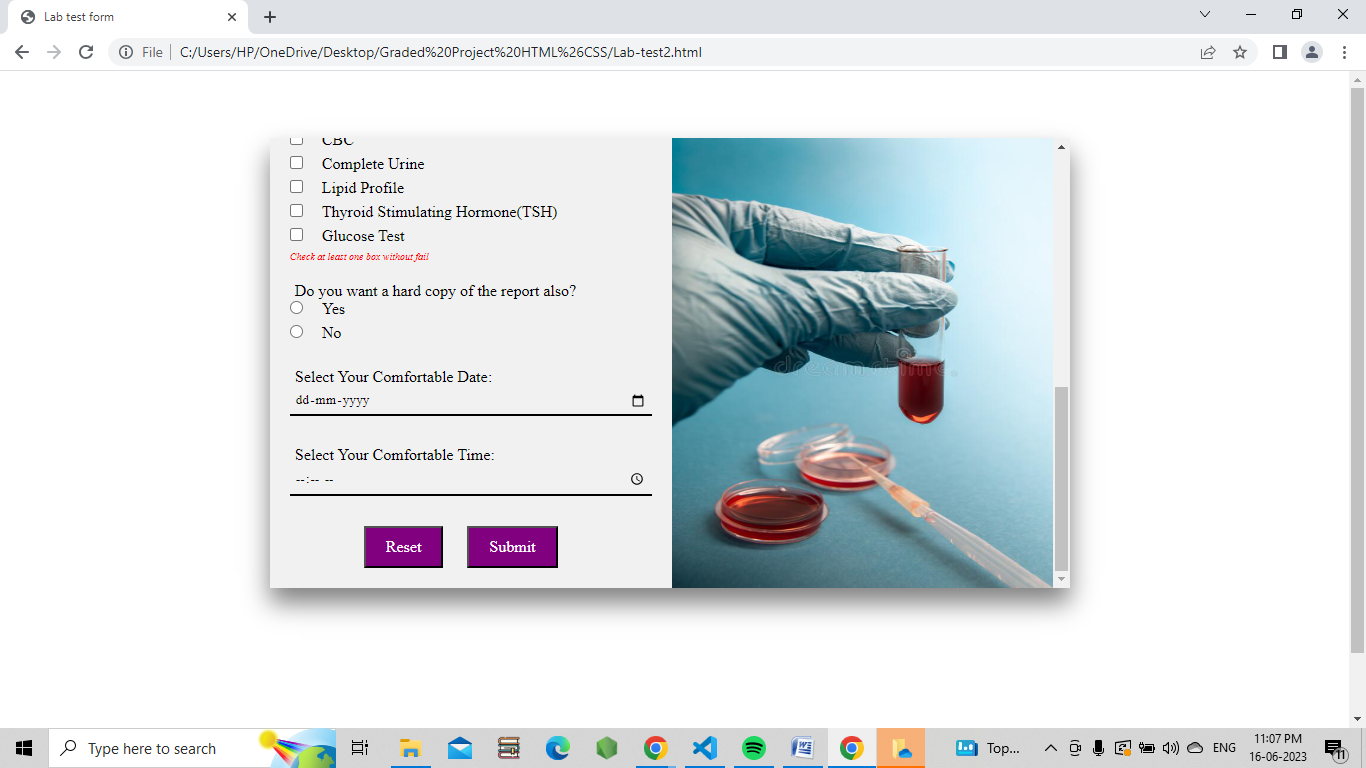 Lab test form
File
C:/Users/HP/OneDrive/Desktop/Graded%20Project%20HTML%26CSS/Lab-test2.html
CBC
Complete Urine
Lipid Profile
Thyroid Stimulating Hormone(TSH)
Glucose Test
Check at least one box without fail
Do you want a hard copy of the report also?
Yes
No
Select Your Comfortable Date:
dd-mm-yyyy
Select Your Comfortable Time:
--:-- --
Reset Submit
dreamstime.
Type here to search
Top...
ENG
11:07 PM
16-06-2023
11